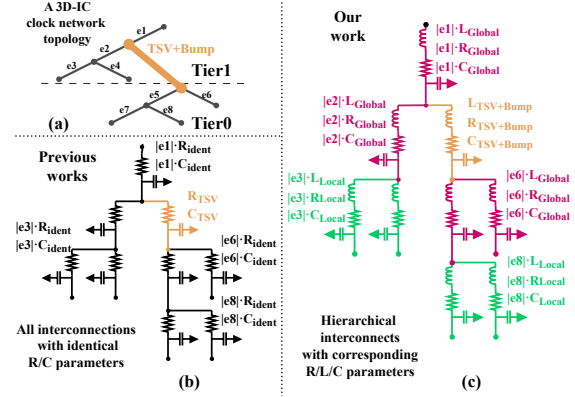 A 3D-IC
clock network
topology
e1
TSV+Bump
e2
e3
e4
Tier1
e5
e6
e7
e8
Tier0
(a)
Previous
works
|e1|·R_ident
|e1|·C_ident
R_TSV
C_TSV
|e3|·R_ident
|e3|·C_ident
|e6|·R_ident
|e6|·C_ident
|e8|·R_ident
|e8|·C_ident
All interconnections
with identical
R/C parameters
(b)
Our
work
|e1|·L_Global
|e1|·R_Global
|e1|·C_Global
|e2|·L_Global
|e2|·R_Global
|e2|·C_Global
L_TSV+Bump
R_TSV+Bump
C_TSV+Bump
|e3|·L_Local
|e3|·R_Local
|e3|·C_Local
|e6|·L_Global
|e6|·R_Global
|e6|·C_Global
|e8|·L_Local
|e8|·R_Local
|e8|·C_Local
Hierarchical
interconnects
with corresponding
R/L/C parameters
(c)